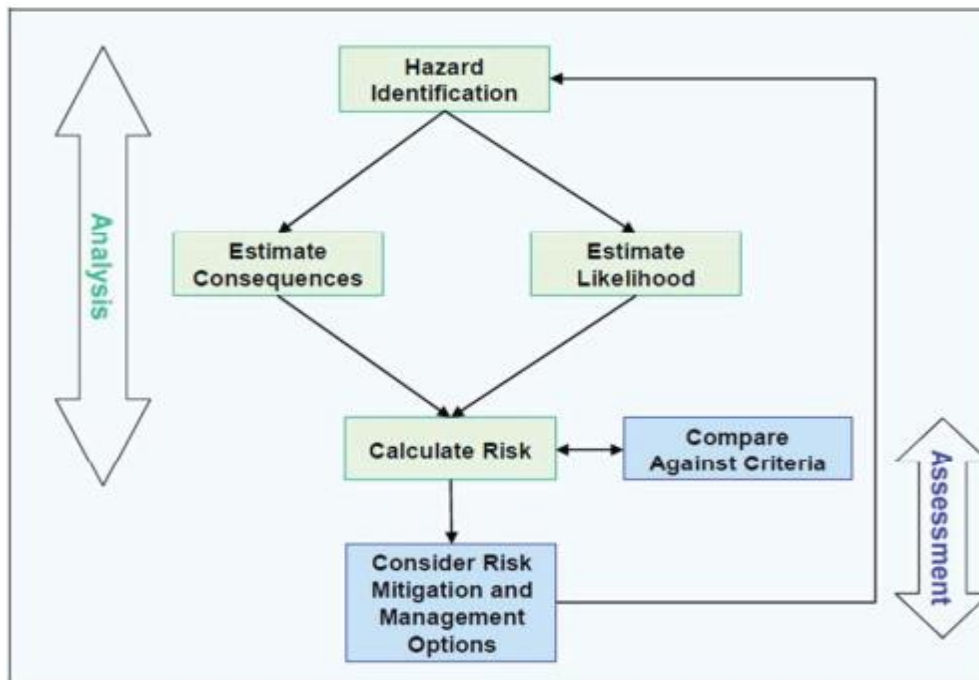 Hazard
Identification
Analysis
Estimate
Consequences
Estimate
Likelihood
Calculate Risk
Compare
Against Criteria
Assessment
Consider Risk
Mitigation and
Management
Options